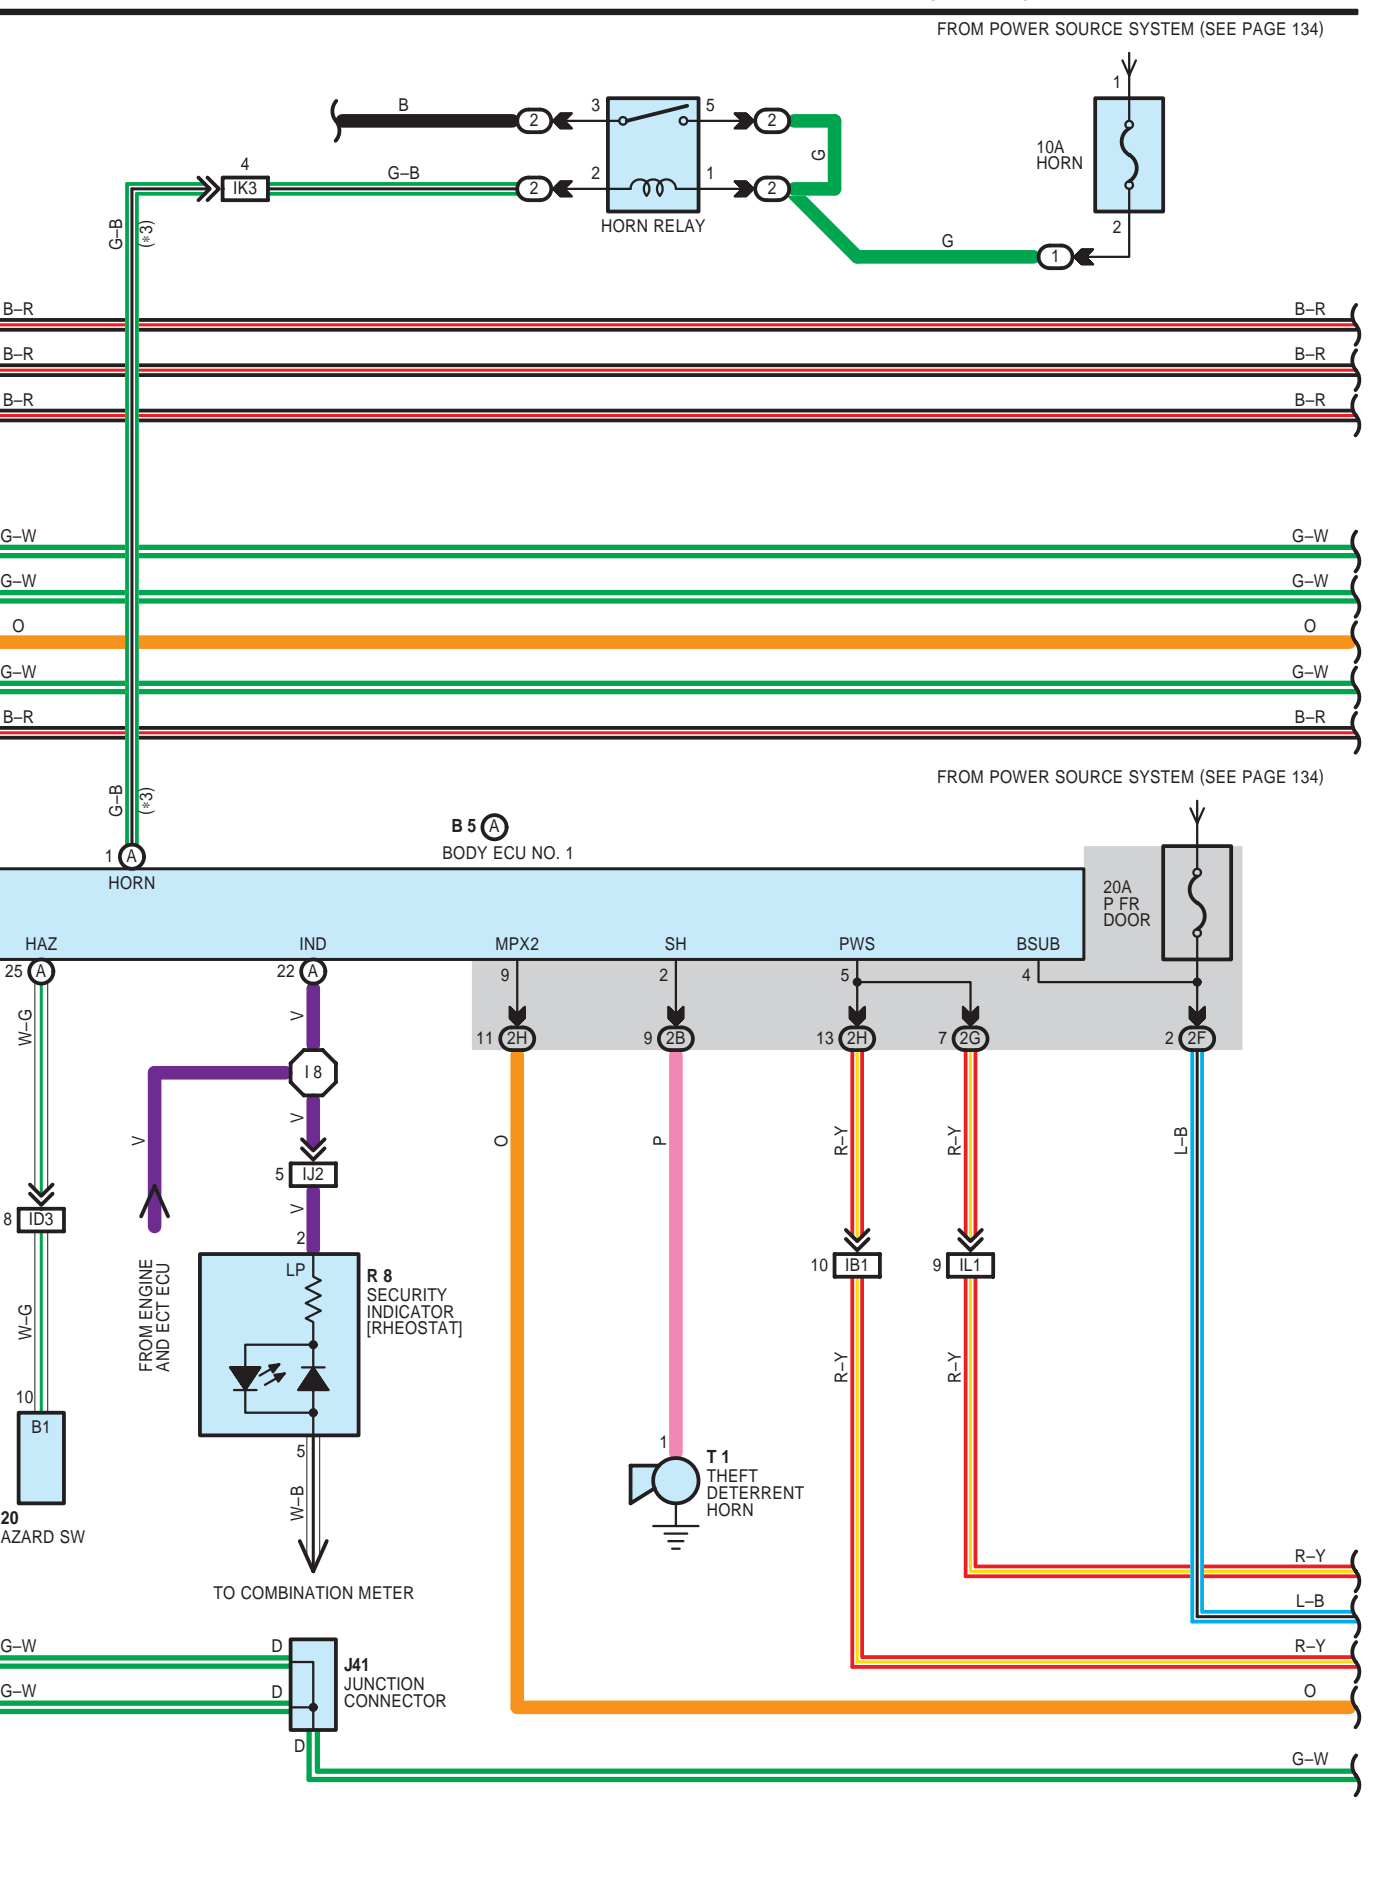 FROM POWER SOURCE SYSTEM (SEE PAGE 134)
1
B
2
3
5
2
G
10A
HORN
4
IK3
G–B
2
2
1
2
HORN RELAY
G–B
(*3)
2
G
1
B–R
B–R
B–R
B–R
B–R
B–R
G–W
G–W
G–W
G–W
O
O
G–W
G–W
B–R
B–R
FROM POWER SOURCE SYSTEM (SEE PAGE 134)
G–B
(*3)
B 5 A
BODY ECU NO. 1
1 A
HORN
20A
P FR
DOOR
HAZ
IND
MPX2
SH
PWS
BSUB
25 A
22 A
9
2
5
4
W–G
V
11 2H
9 2B
13 2H
7 2G
2 2F
I 8
V
V
O
P
R–Y
R–Y
L–B
5 IJ2
V
8 ID3
2
10 IB1
9 IL1
FROM ENGINE
AND ECT ECU
LP
R 8
SECURITY
INDICATOR
[RHEOSTAT]
W–G
R–Y
R–Y
10
B1
5
1
T 1
THEFT
DETERRENT
HORN
W–B
20
AZARD SW
TO COMBINATION METER
R–Y
L–B
G–W
D
R–Y
J41
JUNCTION
CONNECTOR
G–W
D
O
D
G–W